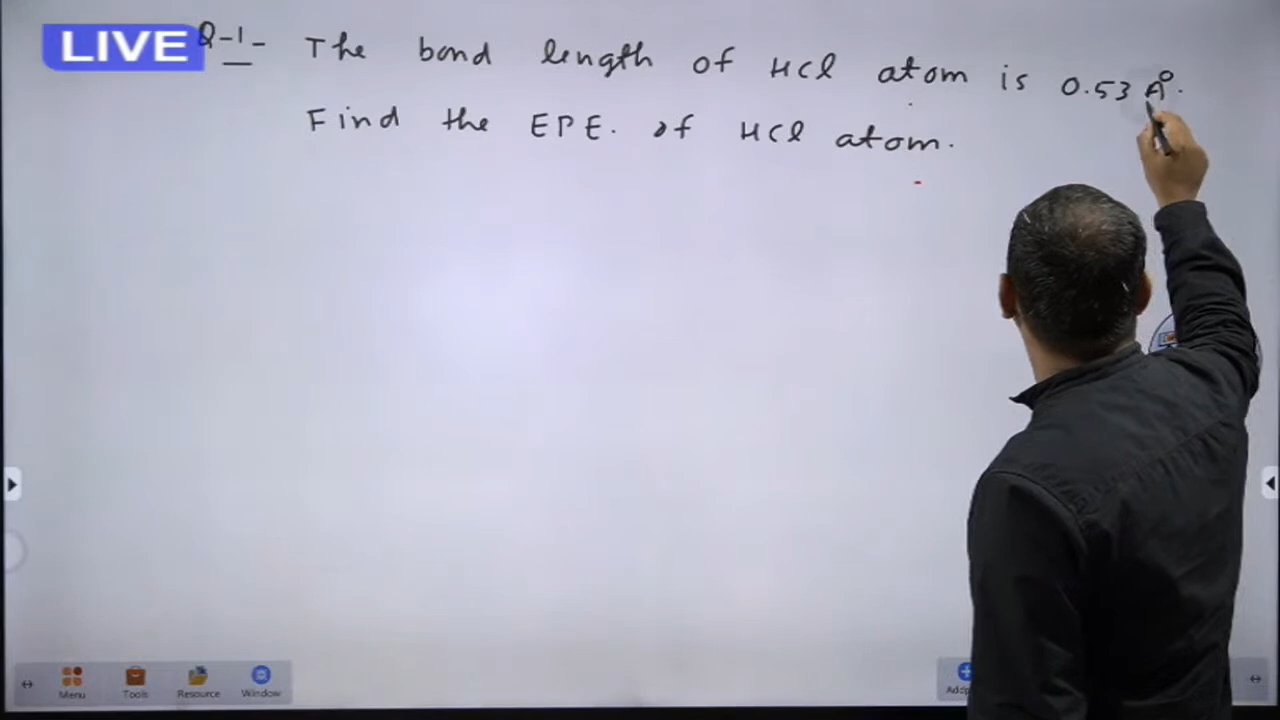 LIVE
Q-1- The bond length of HCl atom is 0.53 A°.
Find the EPE. of HCl atom.
Menu Tools Resource Window